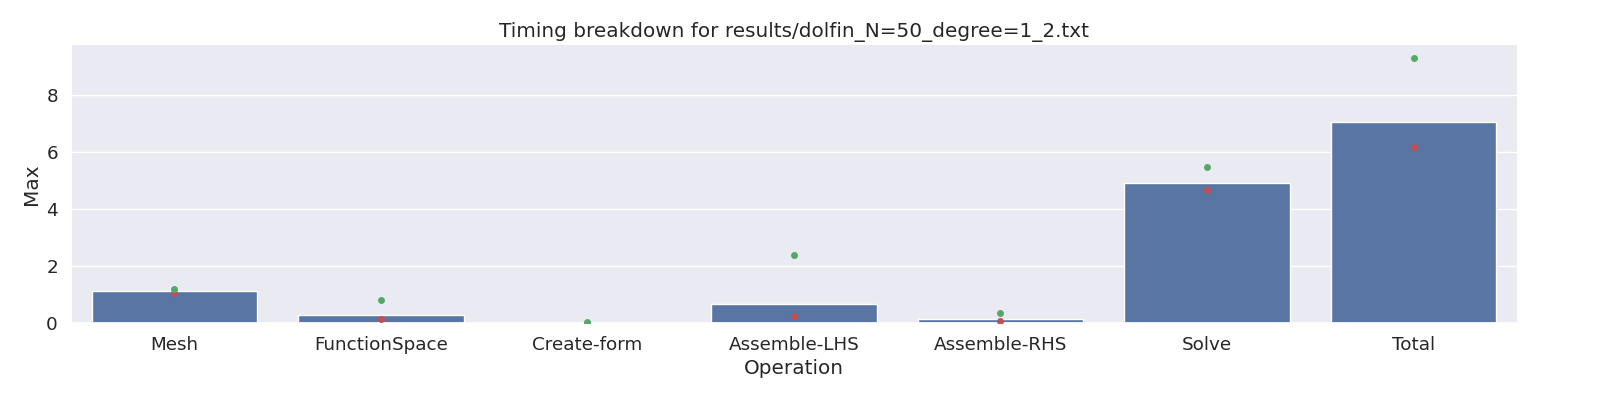 Timing breakdown for results/dolfin_N=50_degree=1_2.txt
Max
8
6
4
2
0
Mesh FunctionSpace Create-form Assemble-LHS Assemble-RHS Solve Total
Operation